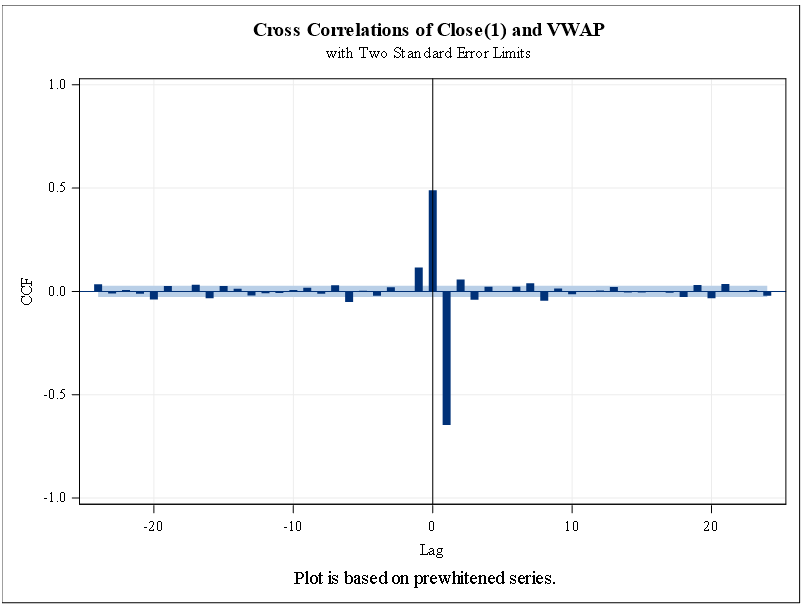 Cross Correlations of Close(1) and VWAP
with Two Standard Error Limits
1.0
0.5
0.0
-0.5
-1.0
CCF
-20 -10 0 10 20
Lag
Plot is based on prewhitened series.